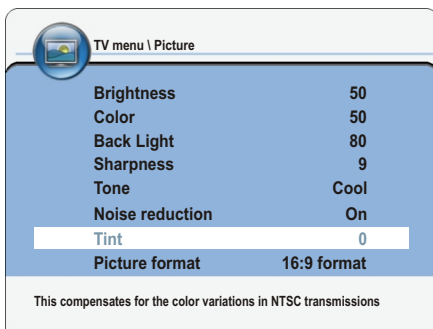 TV menu \ Picture
Brightness 50
Color 50
Back Light 80
Sharpness 9
Tone Cool
Noise reduction On
Tint 0
Picture format 16:9 format
This compensates for the color variations in NTSC transmissions